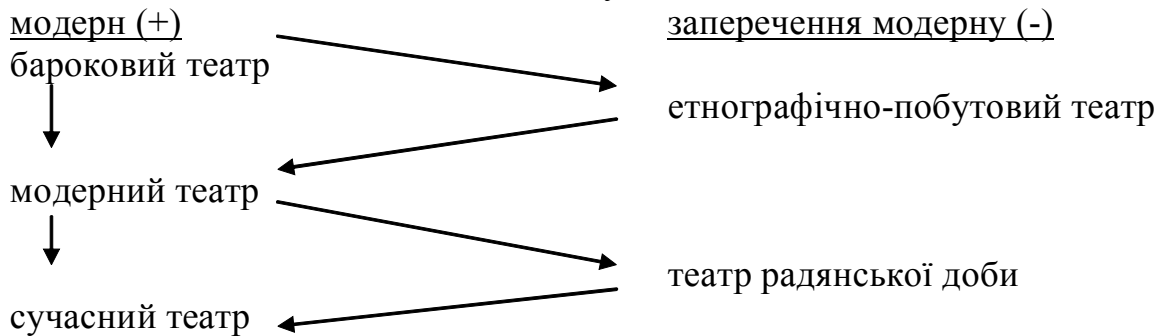 модерн (+) заперечення модерну (-)
бароковий театр
етнографічно-побутовий театр
модерний театр
театр радянської доби
сучасний театр